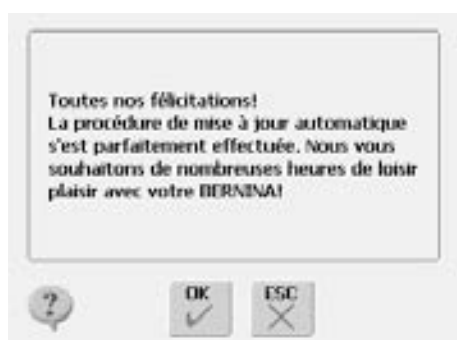 Toutes nos félicitations!
La procédure de mise à jour automatique
s'est parfaitement effectuée. Nous vous
souhaitons de nombreuses heures de loisir
plaisir avec votre BERNINA!
?
OK
ESC